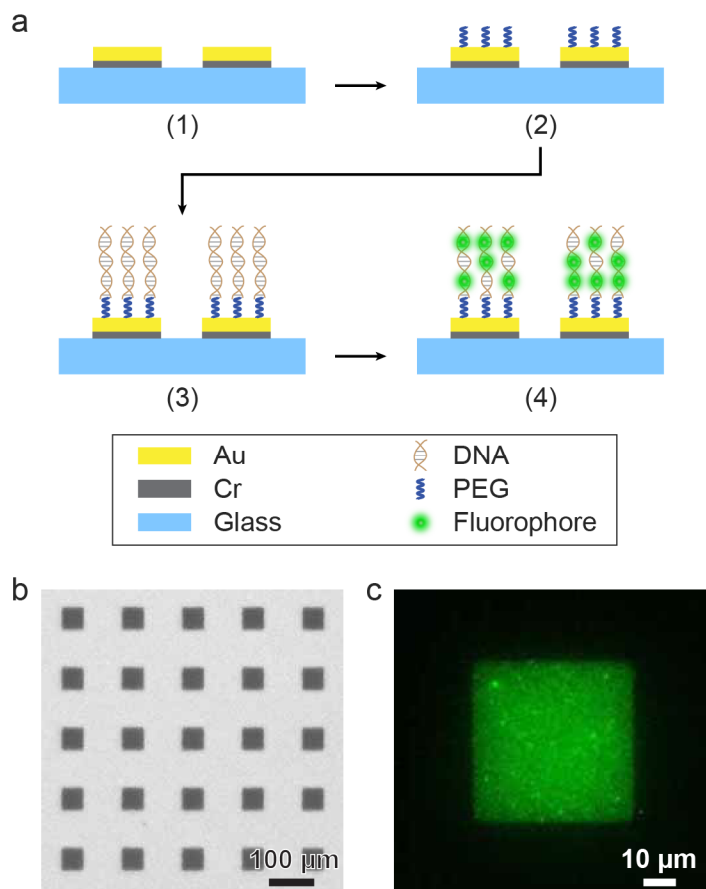 a
(1)
(2)
(3)
(4)
Au
Cr
Glass
DNA
PEG
Fluorophore
b
100 µm
c
10 µm